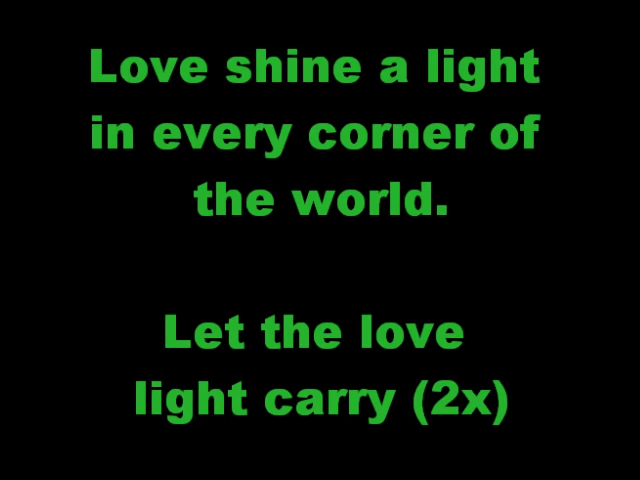 Love shine a light
in every corner of
the world.
Let the love
light carry (2x)